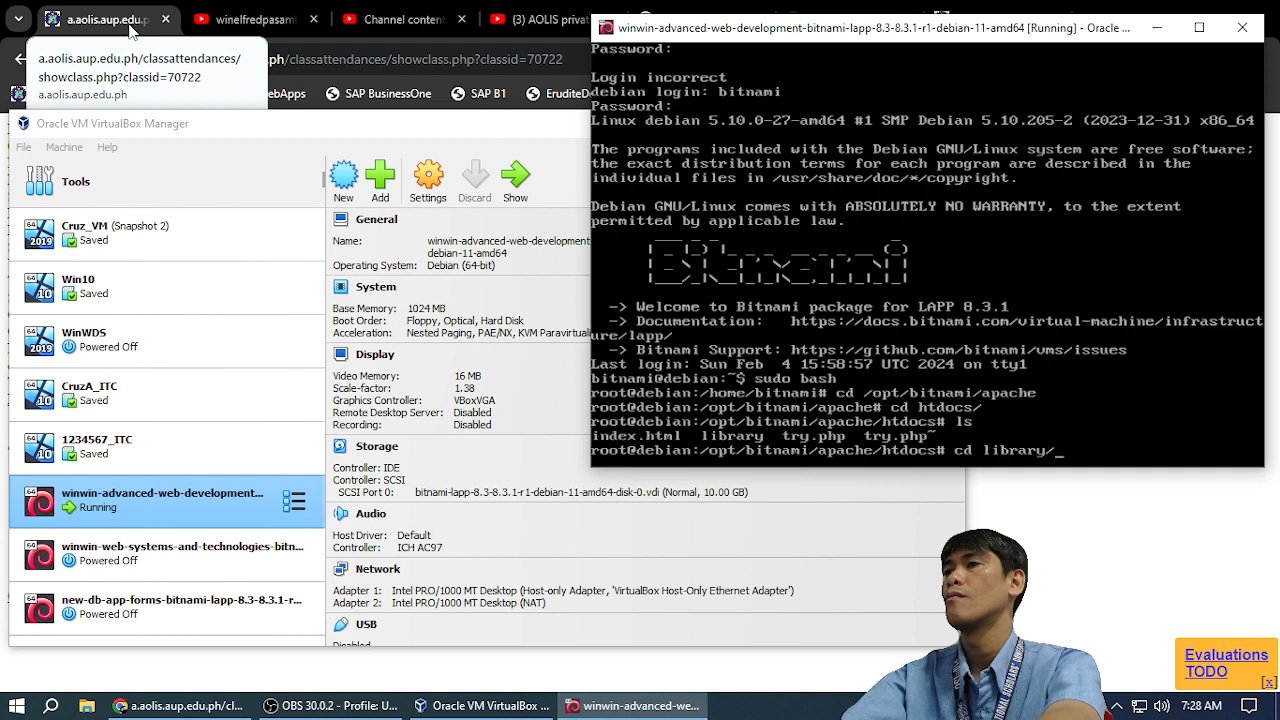 a.aolis.aup.edu.p
winelfredapasam
Channel content
(3) AOLIS privat
a.aolis.aup.edu.ph/classattendances/
showclass.php?classid=70722
a.aolis.aup.edu.ph
/classattendances/showclass.php?classid=70722
ebApps
SAP BusinessONE
SAP B1
EruditeD
Oracle VM VirtualBox Manager
File Machine Help
Tools
New
Add
Settings
Discard
Show
Cruz_VM (Snapshot 2)
Saved
Win10
Saved
WinWDS
Powered Off
CruzA_ITC
Saved
1234567_ITC
Saved
winwin-advanced-web-development...
Running
winwin-web-systems-and-technologies-bitn...
Powered Off
new-db-app-forms-bitnami-lapp-8.3-8.3.1-r...
Powered Off
General
Name: winwin-advanced-web-development
debian-11-amd64
Operating System: Debian (64-bit)
System
Base Memory: 1024 MB
Boot Order: Floppy, Optical, Hard Disk
Acceleration: Nested Paging, PAE/NX, KVM Paravirtualiz
Display
Video Memory: 16 MB
Scale-factor: 1.38
Graphics Controller: VBoxVGA
Remote Desktop Server: Disabled
Recording: Disabled
Storage
Controller: IDE
Controller: SCSI
SCSI Port 0: bitnami-lapp-8.3-8.3.1-r1-debian-11-amd64-disk-0.vdi (Normal, 10.00 GB)
Audio
Host Driver: Default
Controller: ICH AC97
Network
Adapter 1: Intel PRO/1000 MT Desktop (Host-only Adapter, 'VirtualBox Host-Only Ethernet Adapter')
Adapter 2: Intel PRO/1000 MT Desktop (NAT)
USB
Disabled
winwin-advanced-web-development-bitnami-lapp-8.3-8.3.1-r1-debian-11-amd64 [Running] - Oracle ...
Password:
Login incorrect
debian login: bitnami
Password:
Linux debian 5.10.0-27-amd64 #1 SMP Debian 5.10.205-2 (2023-12-31) x86_64
The programs included with the Debian GNU/Linux system are free software;
the exact distribution terms for each program are described in the
individual files in /usr/share/doc/*/copyright.
Debian GNU/Linux comes with ABSOLUTELY NO WARRANTY, to the extent
permitted by applicable law.
Bitnami
-> Welcome to Bitnami package for LAPP 8.3.1
-> Documentation: https://docs.bitnami.com/virtual-machine/infrastruct
ure/lapp/
-> Bitnami Support: https://github.com/bitnami/vms/issues
Last login: Sun Feb 4 15:58:57 UTC 2024 on tty1
bitnami@debian:~$ sudo bash
root@debian:/home/bitnami# cd /opt/bitnami/apache
root@debian:/opt/bitnami/apache# cd htdocs/
root@debian:/opt/bitnami/apache/htdocs# ls
index.html library try.php try.php~
root@debian:/opt/bitnami/apache/htdocs# cd library/_
Evaluations
TODO
[x]
a.aolis.aup.edu.ph/cl...
OBS 30.0.2 - Profile: U...
Oracle VM VirtualBox ...
winwin-advanced-we...
7:28 AM